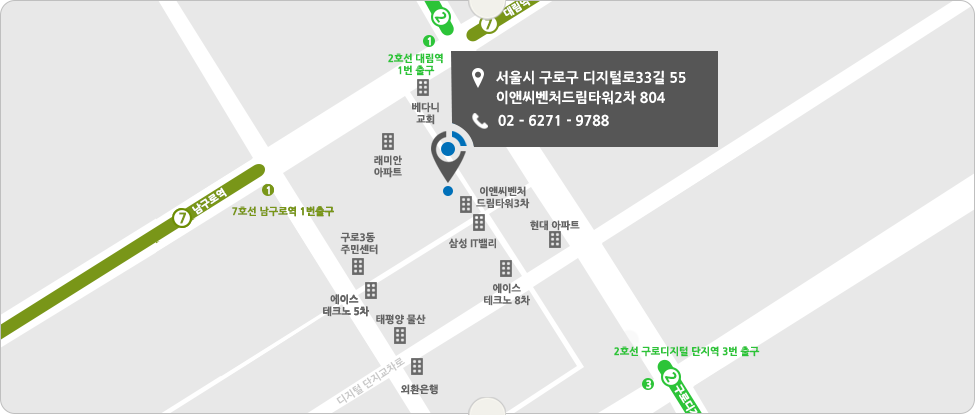 2
7
대림역
1
2호선 대림역
1번 출구
서울시 구로구 디지털로33길 55
이앤씨벤처드림타워2차 804
02 - 6271 - 9788
베다니
교회
래미안
아파트
7 남구로역
1
7호선 남구로역 1번출구
이앤씨벤처
드림타워3차
삼성 IT밸리
현대 아파트
구로3동
주민센터
에이스
테크노 8차
에이스
테크노 5차
태평양 물산
디지털 단지교차로
외환은행
2호선 구로디지털 단지역 3번 출구
3
2 구로디